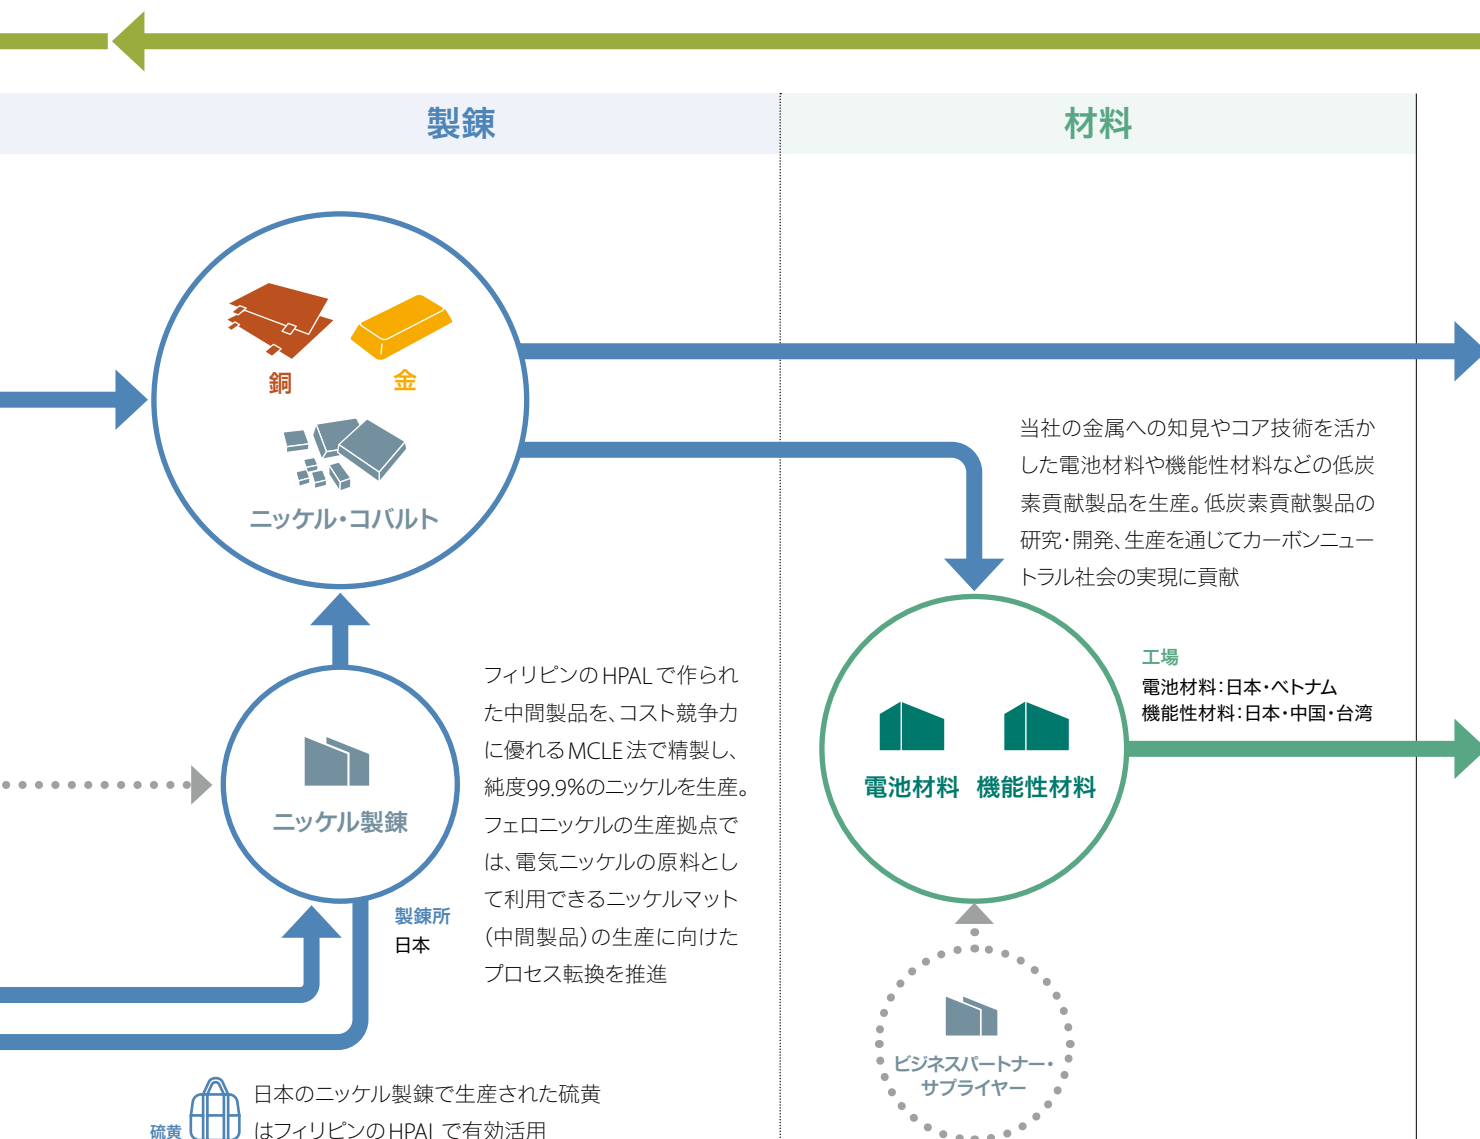 製錬
材料
銅
金
ニッケル・コバルト
当社の金属への知見やコア技術を活か
した電池材料や機能性材料などの低炭
素貢献製品を生産。低炭素貢献製品の
研究・開発、生産を通じてカーボンニュー
トラル社会の実現に貢献
フィリピンのHPALで作られ
た中間製品を、コスト競争力
に優れるMCLE法で精製し、
純度99.9%のニッケルを生産。
フェロニッケルの生産拠点で
は、電気ニッケルの原料とし
て利用できるニッケルマット
（中間製品）の生産に向けた
プロセス転換を推進
ニッケル製錬
製錬所
日本
工場
電池材料：日本・ベトナム
機能性材料：日本・中国・台湾
電池材料
機能性材料
ビジネスパートナー・
サプライヤー
硫黄
日本のニッケル製錬で生産された硫黄
はフィリピンのHPALで有効活用